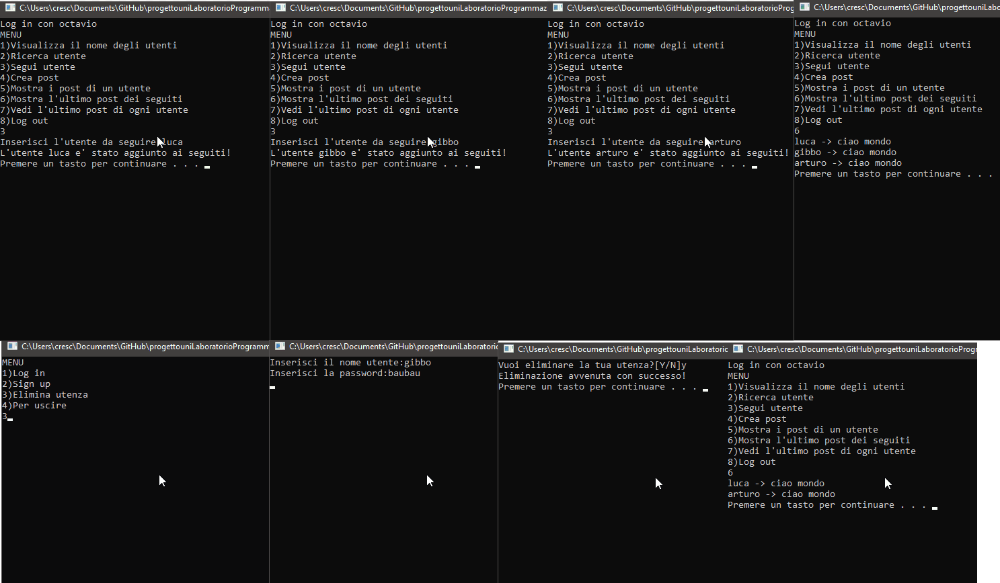 C:\Users\cresc\Documents\GitHub\progettouniLaboratorioProgramm
Log in con octavio
MENU
1)Visualizza il nome degli utenti
2)Ricerca utente
3)Segui utente
4)Crea post
5)Mostra i post di un utente
6)Mostra l'ultimo post dei seguiti
7)Vedi l'ultimo post di ogni utente
8)Log out
3
Inserisci l'utente da seguire luca
L'utente luca e' stato aggiunto ai seguiti!
Premere un tasto per continuare . . .
C:\Users\cresc\Documents\GitHub\progettouniLaboratorioProgrammaz
Log in con octavio
MENU
1)Visualizza il nome degli utenti
2)Ricerca utente
3)Segui utente
4)Crea post
5)Mostra i post di un utente
6)Mostra l'ultimo post dei seguiti
7)Vedi l'ultimo post di ogni utente
8)Log out
3
Inserisci l'utente da seguire gibbo
L'utente gibbo e' stato aggiunto ai seguiti!
Premere un tasto per continuare . . .
C:\Users\cresc\Documents\GitHub\progettouniLaboratorioProg
Log in con octavio
MENU
1)Visualizza il nome degli utenti
2)Ricerca utente
3)Segui utente
4)Crea post
5)Mostra i post di un utente
6)Mostra l'ultimo post dei seguiti
7)Vedi l'ultimo post di ogni utente
8)Log out
3
Inserisci l'utente da seguire arturo
L'utente arturo e' stato aggiunto ai seguiti!
Premere un tasto per continuare . . .
C:\Users\cresc\Documents\GitHub\progettouniLabo
Log in con octavio
MENU
1)Visualizza il nome degli utenti
2)Ricerca utente
3)Segui utente
4)Crea post
5)Mostra i post di un utente
6)Mostra l'ultimo post dei seguiti
7)Vedi l'ultimo post di ogni utente
8)Log out
6
luca -> ciao mondo
gibbo -> ciao mondo
arturo -> ciao mondo
Premere un tasto per continuare . . .
C:\Users\cresc\Documents\GitHub\progettouniLaboratorioProgramm
MENU
1)Log in
2)Sign up
3)Elimina utenza
4)Per uscire
3
C:\Users\cresc\Documents\GitHub\progettouniLaboratoric
Inserisci il nome utente:gibbo
Inserisci la password:baubau
C:\Users\cresc\Documents\GitHub\progettouniLaboratoric
Vuoi eliminare la tua utenza?[Y/N]y
Eliminazione avvenuta con successo!
Premere un tasto per continuare . . .
C:\Users\cresc\Documents\GitHub\progettouniLaboratorioProgr
Log in con octavio
MENU
1)Visualizza il nome degli utenti
2)Ricerca utente
3)Segui utente
4)Crea post
5)Mostra i post di un utente
6)Mostra l'ultimo post dei seguiti
7)Vedi l'ultimo post di ogni utente
8)Log out
6
luca -> ciao mondo
arturo -> ciao mondo
Premere un tasto per continuare . . .